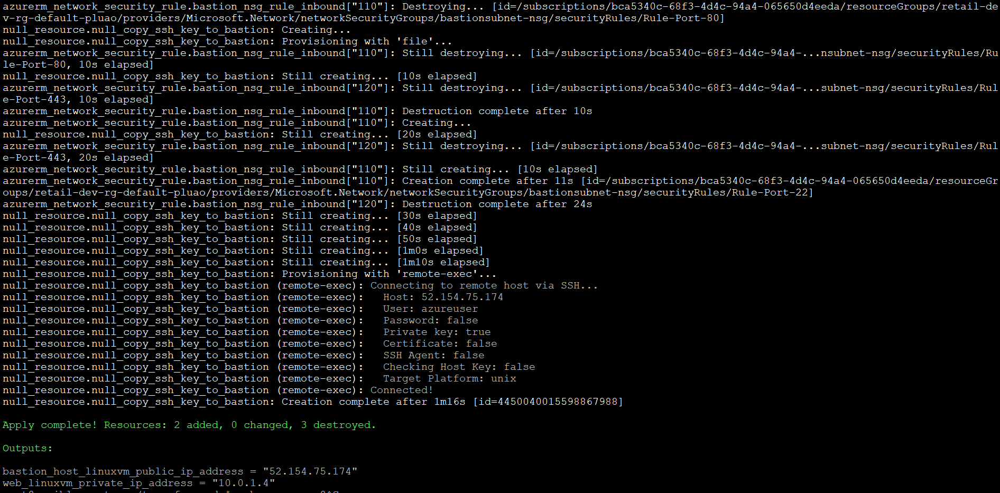 azurerm_network_security_rule.bastion_nsg_rule_inbound["110"]: Destroying... [id=/subscriptions/bca5340c-68f3-4d4c-94a4-065650d4eeda/resourceGroups/retail-de
v-rg-default-pluao/providers/Microsoft.Network/networkSecurityGroups/bastionsubnet-nsg/securityRules/Rule-Port-80]
null_resource.null_copy_ssh_key_to_bastion: Creating...
null_resource.null_copy_ssh_key_to_bastion: Provisioning with 'file'...
azurerm_network_security_rule.bastion_nsg_rule_inbound["110"]: Still destroying... [id=/subscriptions/bca5340c-68f3-4d4c-94a4-...nsubnet-nsg/securityRules/Ru
le-Port-80, 10s elapsed]
null_resource.null_copy_ssh_key_to_bastion: Still creating... [10s elapsed]
azurerm_network_security_rule.bastion_nsg_rule_inbound["120"]: Still destroying... [id=/subscriptions/bca5340c-68f3-4d4c-94a4-...subnet-nsg/securityRules/Rul
e-Port-443, 10s elapsed]
azurerm_network_security_rule.bastion_nsg_rule_inbound["110"]: Destruction complete after 10s
azurerm_network_security_rule.bastion_nsg_rule_inbound["110"]: Creating...
null_resource.null_copy_ssh_key_to_bastion: Still creating... [20s elapsed]
azurerm_network_security_rule.bastion_nsg_rule_inbound["120"]: Still destroying... [id=/subscriptions/bca5340c-68f3-4d4c-94a4-...subnet-nsg/securityRules/Rul
e-Port-443, 20s elapsed]
azurerm_network_security_rule.bastion_nsg_rule_inbound["110"]: Still creating... [10s elapsed]
azurerm_network_security_rule.bastion_nsg_rule_inbound["110"]: Creation complete after 11s [id=/subscriptions/bca5340c-68f3-4d4c-94a4-065650d4eeda/resourceGr
oups/retail-dev-rg-default-pluao/providers/Microsoft.Network/networkSecurityGroups/bastionsubnet-nsg/securityRules/Rule-Port-22]
azurerm_network_security_rule.bastion_nsg_rule_inbound["120"]: Destruction complete after 24s
null_resource.null_copy_ssh_key_to_bastion: Still creating... [30s elapsed]
null_resource.null_copy_ssh_key_to_bastion: Still creating... [40s elapsed]
null_resource.null_copy_ssh_key_to_bastion: Still creating... [50s elapsed]
null_resource.null_copy_ssh_key_to_bastion: Still creating... [1m0s elapsed]
null_resource.null_copy_ssh_key_to_bastion: Still creating... [1m10s elapsed]
null_resource.null_copy_ssh_key_to_bastion: Provisioning with 'remote-exec'...
null_resource.null_copy_ssh_key_to_bastion (remote-exec): Connecting to remote host via SSH...
null_resource.null_copy_ssh_key_to_bastion (remote-exec):   Host: 52.154.75.174
null_resource.null_copy_ssh_key_to_bastion (remote-exec):   User: azureuser
null_resource.null_copy_ssh_key_to_bastion (remote-exec):   Password: false
null_resource.null_copy_ssh_key_to_bastion (remote-exec):   Private key: true
null_resource.null_copy_ssh_key_to_bastion (remote-exec):   Certificate: false
null_resource.null_copy_ssh_key_to_bastion (remote-exec):   SSH Agent: false
null_resource.null_copy_ssh_key_to_bastion (remote-exec):   Checking Host Key: false
null_resource.null_copy_ssh_key_to_bastion (remote-exec):   Target Platform: unix
null_resource.null_copy_ssh_key_to_bastion (remote-exec): Connected!
null_resource.null_copy_ssh_key_to_bastion: Creation complete after 1m16s [id=4450040015598867988]
Apply complete! Resources: 2 added, 0 changed, 3 destroyed.
Outputs:
bastion_host_linuxvm_public_ip_address = "52.154.75.174"
web_linuxvm_private_ip_address = "10.0.1.4"